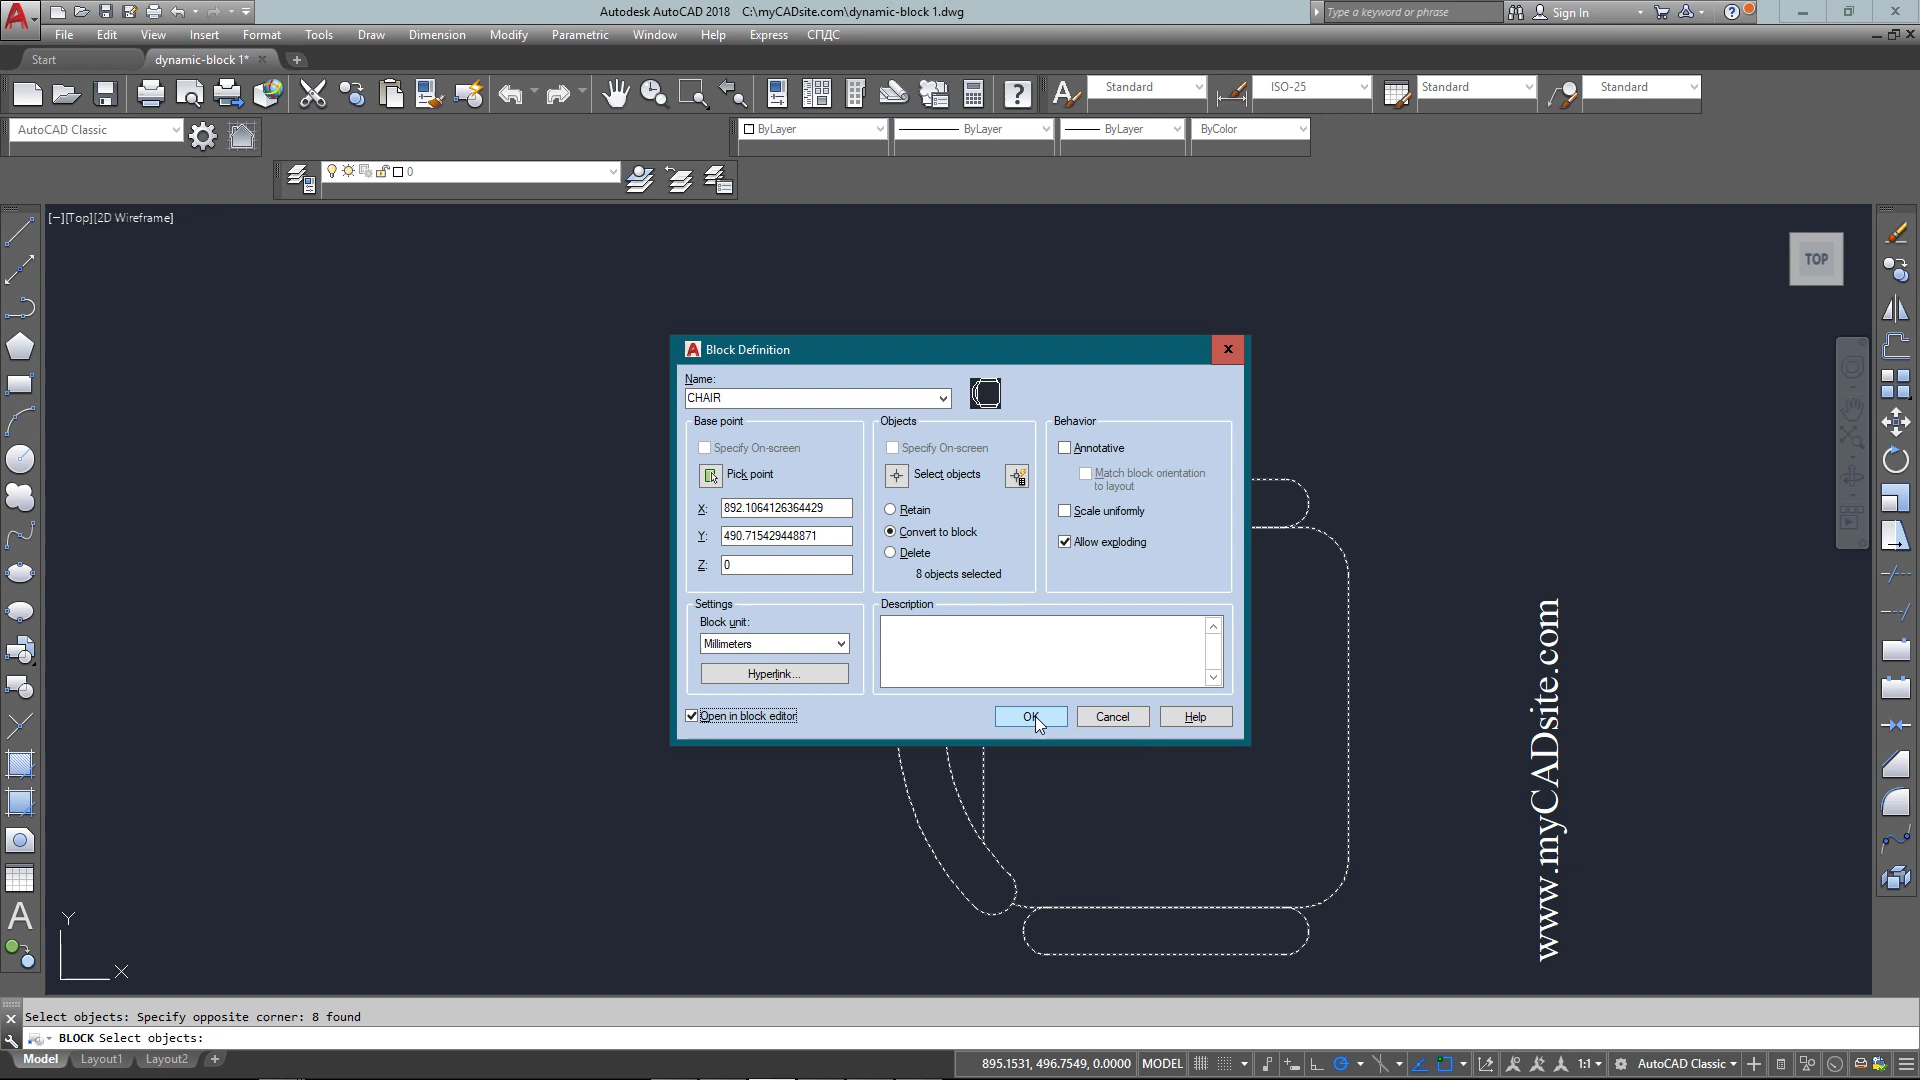 Autodesk AutoCAD 2018   C:\myCADsite.com\dynamic-block 1.dwg
Type a keyword or phrase
Sign In
File Edit View Insert Format Tools Draw Dimension Modify Parametric Window Help Express СПДС
Start
dynamic-block 1*
Standard
ISO-25
Standard
Standard
AutoCAD Classic
ByLayer
ByLayer
ByLayer
ByColor
0
[−][Top][2D Wireframe]
TOP
Block Definition
Name:
CHAIR
Base point
Specify On-screen
Pick point
X: 892.1064126364429
Y: 490.715429448871
Z: 0
Objects
Specify On-screen
Select objects
Retain
Convert to block
Delete
8 objects selected
Behavior
Annotative
Match block orientation
to layout
Scale uniformly
Allow exploding
Settings
Block unit:
Millimeters
Hyperlink...
Description
Open in block editor
OK
Cancel
Help
www.myCADsite.com
Y
X
Select objects: Specify opposite corner: 8 found
BLOCK Select objects:
Model Layout1 Layout2
895.1531, 496.7549, 0.0000 MODEL
1:1
AutoCAD Classic